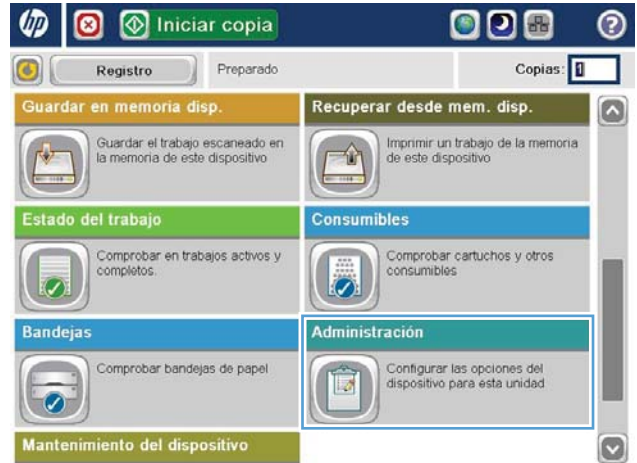 hp Iniciar copia ?
Registro Preparado Copias: 1
Guardar en memoria disp.
Guardar el trabajo escaneado en
la memoria de este dispositivo
Recuperar desde mem. disp.
Imprimir un trabajo de la memoria
de este dispositivo
Estado del trabajo
Comprobar en trabajos activos y
completos.
Consumibles
Comprobar cartuchos y otros
consumibles
Bandejas
Comprobar bandejas de papel
Administración
Configurar las opciones del
dispositivo para esta unidad
Mantenimiento del dispositivo